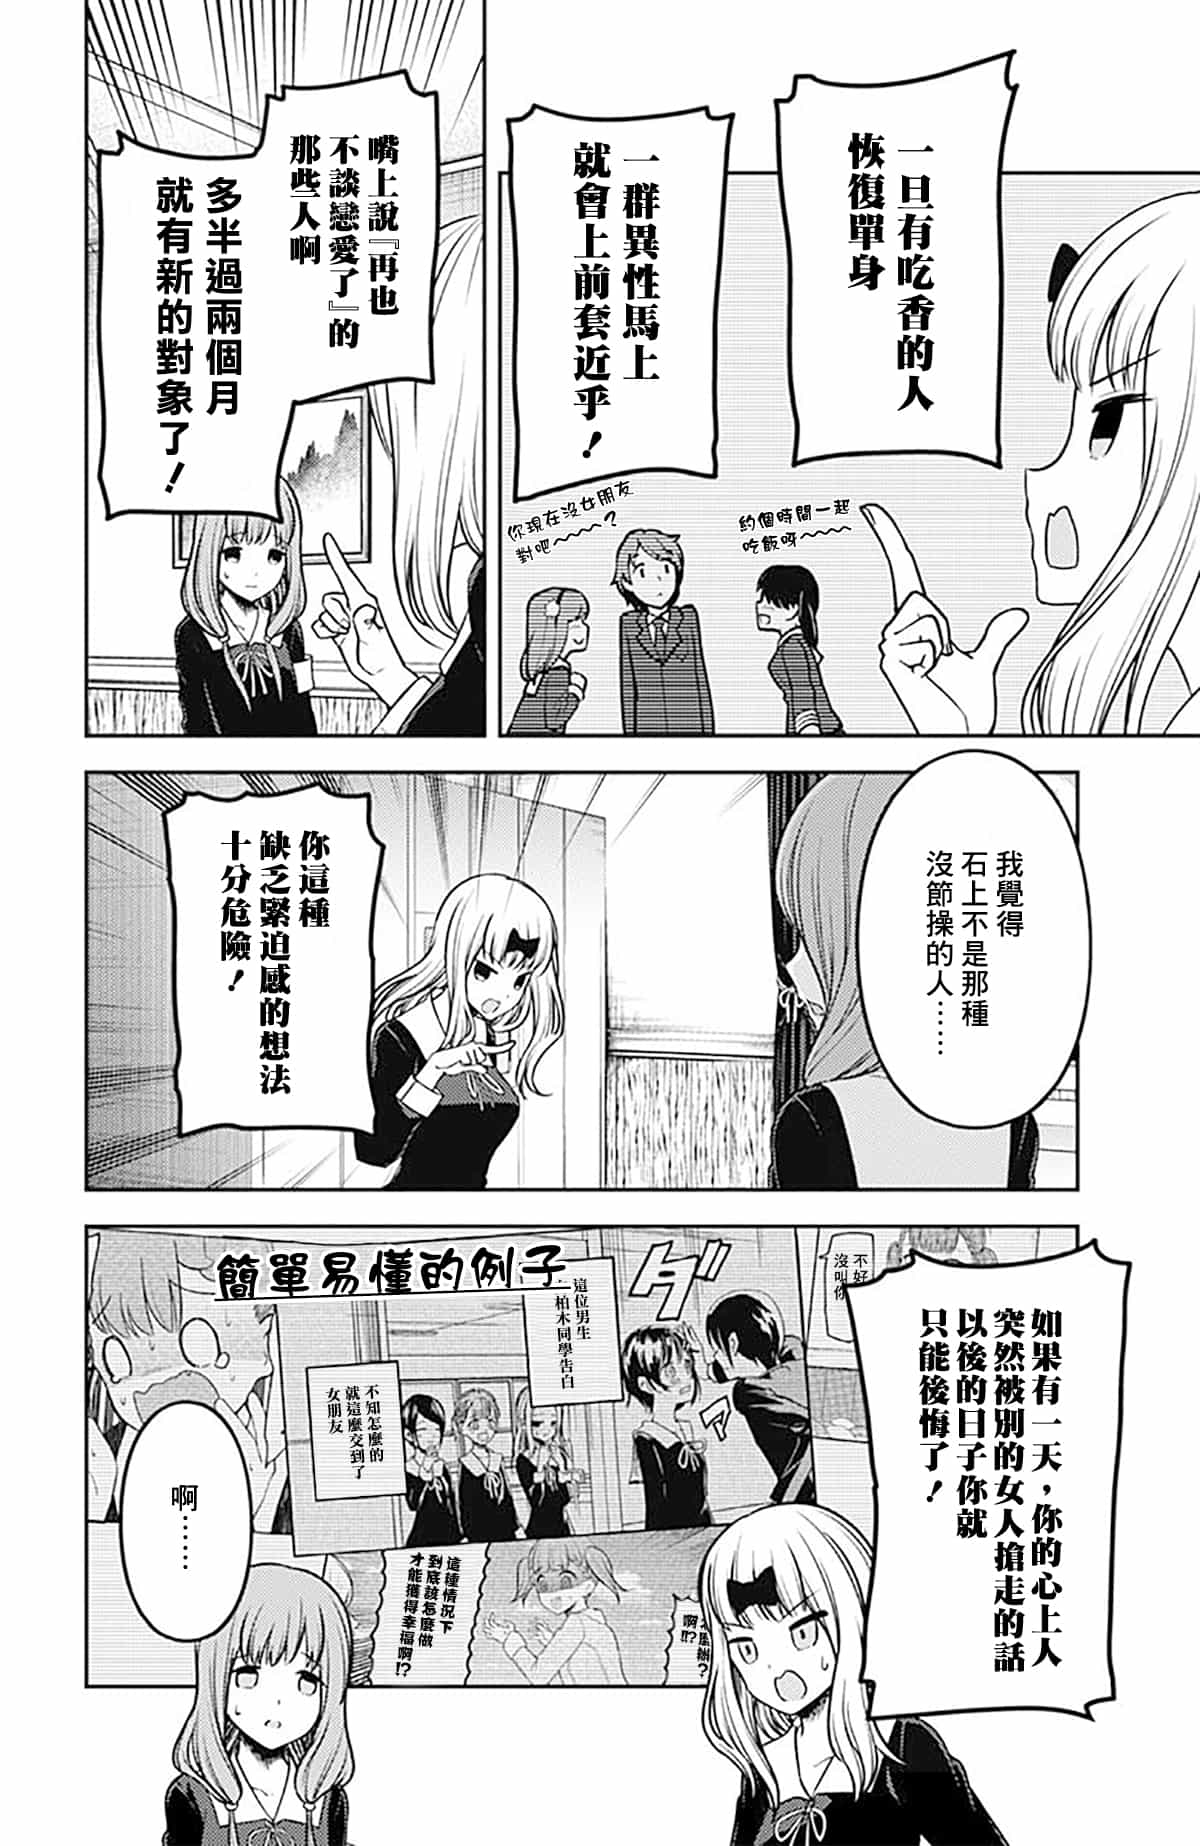 一旦有吃香的人
恢復單身
一群異性馬上
就會上前套近乎！
約個時間一起
吃飯呀～～～
你現在沒女朋友
對吧～～～？
嘴上說『再也
不談戀愛了』的
那些人啊
多半過兩個月
就有新的對象了！
我覺得
石上不是那種
沒節操的人……
你這種
缺乏緊迫感的想法
十分危險！
如果有一天，你的心上人
突然被別的女人搶走的話
以後的日子你就
只能後悔了！
簡單易懂的例子
不好
沒叫你
ダッ
這位男生
柏木同學告白
不知怎麼的
就這麼交到了
女朋友
啊！？
這種情況下
到底該怎麼做
才能獲得幸福啊！？
啊……